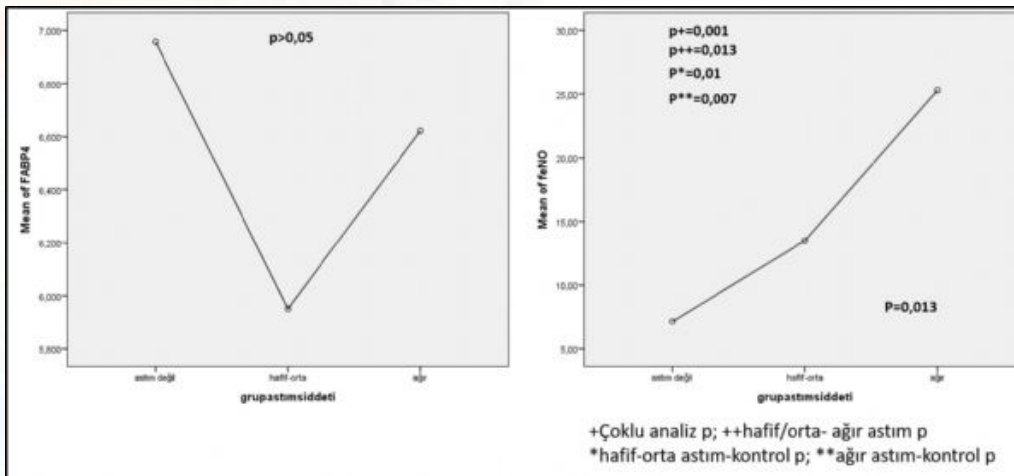 p>0,05
7,000
6,800
6,600
6,400
6,200
6,000
5,800
Mean of FABP4
astım değil
hafif-orta
ağır
grupastımsiddeti
p+=0,001
p++=0,013
P*=0,01
P**=0,007
30,00
25,00
20,00
15,00
10,00
5,00
Mean of feNO
P=0,013
astım değil
hafif-orta
ağır
grupastımsiddeti
+Çoklu analiz p; ++hafif/orta- ağır astım p
*hafif-orta astım-kontrol p; **ağır astım-kontrol p